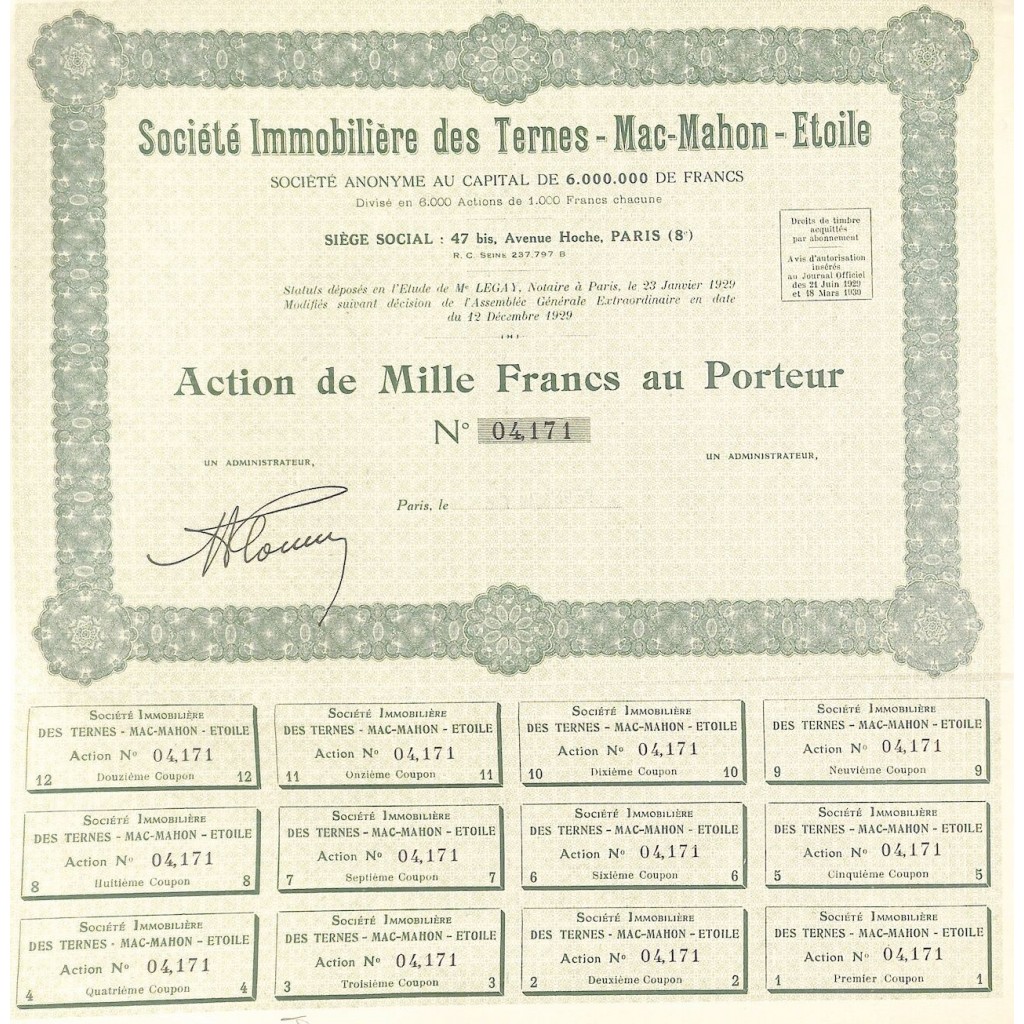 Société Immobilière des Ternes - Mac-Mahon - Etoile
SOCIÉTÉ ANONYME AU CAPITAL DE 6.000.000 DE FRANCS
Divisé en 6.000 Actions de 1.000 Francs chacune
SIÈGE SOCIAL : 47 bis, Avenue Hoche, PARIS (8e)
R. C. SEINE 237.797 B
Droits de timbre
acquittés
par abonnement
Avis d'autorisation
insérés
au Journal Officiel
des 21 Juin 1929
et 18 Mars 1930
Statuts déposés en l'Etude de Me LEGAY, Notaire à Paris, le 23 Janvier 1929
Modifiés suivant décision de l'Assemblée Générale Extraordinaire en date
du 12 Décembre 1929
Action de Mille Francs au Porteur
No 04,171
UN ADMINISTRATEUR,
UN ADMINISTRATEUR,
Paris, le
SOCIÉTÉ IMMOBILIÈRE
DES TERNES - MAC-MAHON - ETOILE
Action No 04,171
12 Douzième Coupon 12
SOCIÉTÉ IMMOBILIÈRE
DES TERNES - MAC-MAHON - ETOILE
Action No 04,171
11 Onzième Coupon 11
SOCIÉTÉ IMMOBILIÈRE
DES TERNES - MAC-MAHON - ETOILE
Action No 04,171
10 Dixième Coupon 10
SOCIÉTÉ IMMOBILIÈRE
DES TERNES - MAC-MAHON - ETOILE
Action No 04,171
9 Neuvième Coupon 9
SOCIÉTÉ IMMOBILIÈRE
DES TERNES - MAC-MAHON - ETOILE
Action No 04,171
8 Huitième Coupon 8
SOCIÉTÉ IMMOBILIÈRE
DES TERNES - MAC-MAHON - ETOILE
Action No 04,171
7 Septième Coupon 7
SOCIÉTÉ IMMOBILIÈRE
DES TERNES - MAC-MAHON - ETOILE
Action No 04,171
6 Sixième Coupon 6
SOCIÉTÉ IMMOBILIÈRE
DES TERNES - MAC-MAHON - ETOILE
Action No 04,171
5 Cinquième Coupon 5
SOCIÉTÉ IMMOBILIÈRE
DES TERNES - MAC-MAHON - ETOILE
Action No 04,171
4 Quatrième Coupon 4
SOCIÉTÉ IMMOBILIÈRE
DES TERNES - MAC-MAHON - ETOILE
Action No 04,171
3 Troisième Coupon 3
SOCIÉTÉ IMMOBILIÈRE
DES TERNES - MAC-MAHON - ETOILE
Action No 04,171
2 Deuxième Coupon 2
SOCIÉTÉ IMMOBILIÈRE
DES TERNES - MAC-MAHON - ETOILE
Action No 04,171
1 Premier Coupon 1